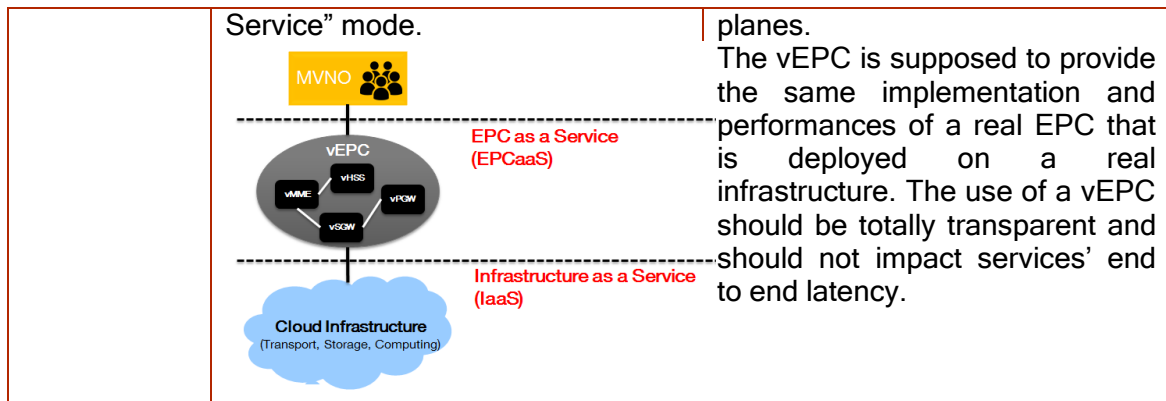 Service” mode.
MVNO
EPC as a Service
(EPCaaS)
vEPC
vHSS
vMME
vPGW
vSGW
Infrastructure as a Service
(IaaS)
Cloud Infrastructure
(Transport, Storage, Computing)
planes.
The vEPC is supposed to provide
the same implementation and
performances of a real EPC that
is deployed on a real
infrastructure. The use of a vEPC
should be totally transparent and
should not impact services’ end
to end latency.